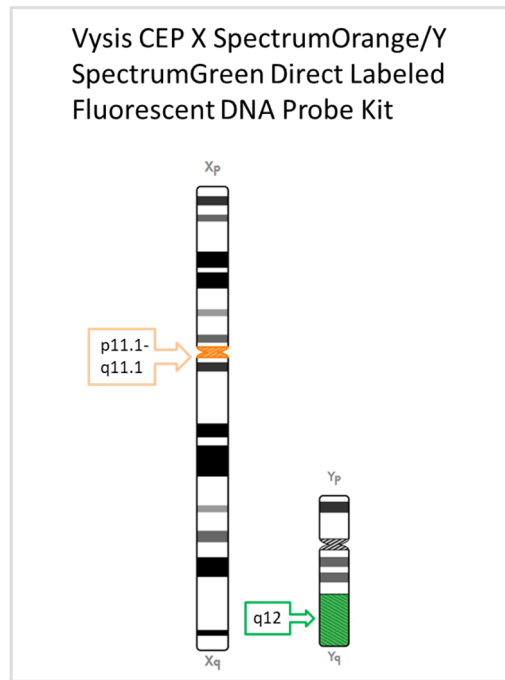 Vysis CEP X SpectrumOrange/Y
SpectrumGreen Direct Labeled
Fluorescent DNA Probe Kit
Xp
p11.1-
q11.1
Yp
q12
Xq
Yq